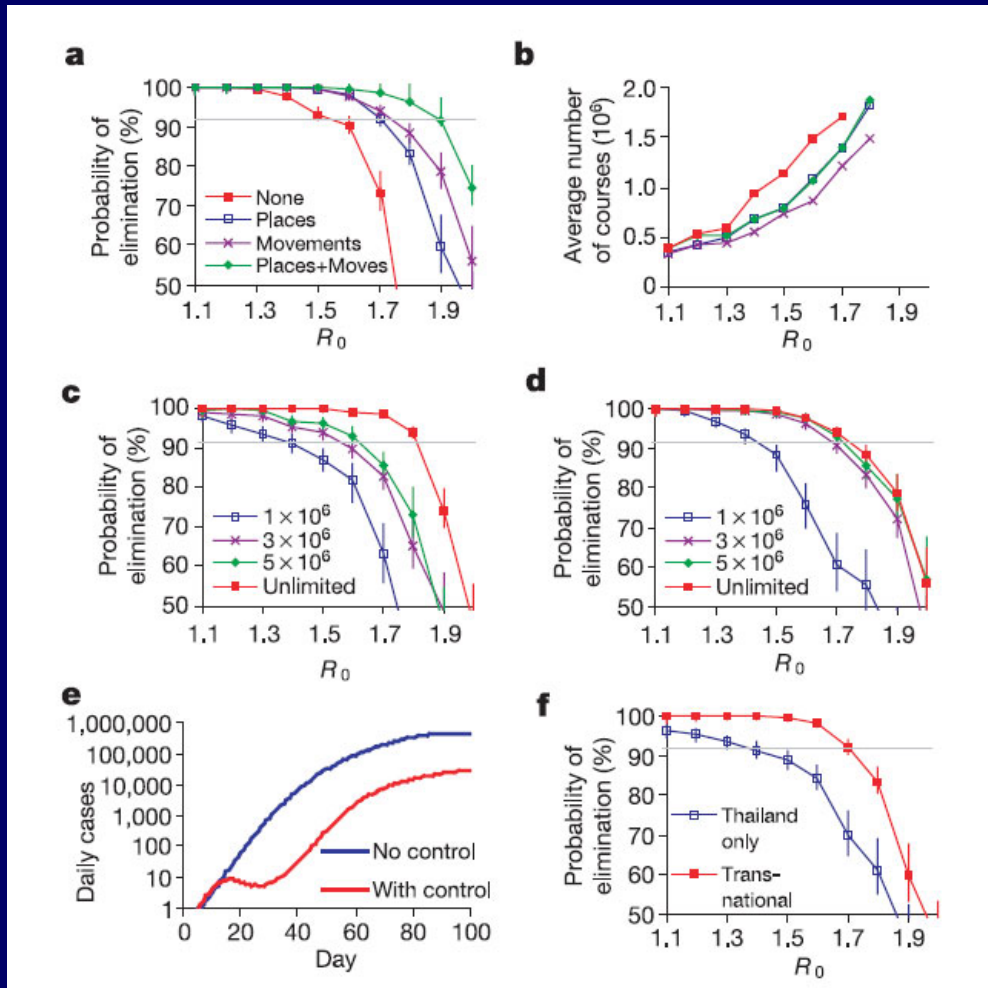 a
Probability of
elimination (%)
100
90
80
70
60
50
None
Places
Movements
Places+Moves
1.1 1.3 1.5 1.7 1.9
R0
b
Average number
of courses (10^6)
2.0
1.5
1.0
0.5
0
1.1 1.3 1.5 1.7 1.9
R0
c
Probability of
elimination (%)
100
90
80
70
60
50
1 × 10^6
3 × 10^6
5 × 10^6
Unlimited
1.1 1.3 1.5 1.7 1.9
R0
d
Probability of
elimination (%)
100
90
80
70
60
50
1 × 10^6
3 × 10^6
5 × 10^6
Unlimited
1.1 1.3 1.5 1.7 1.9
R0
e
Daily cases
1,000,000
100,000
10,000
1,000
100
10
1
No control
With control
0 20 40 60 80 100
Day
f
Probability of
elimination (%)
100
90
80
70
60
50
Thailand
only
Trans-
national
1.1 1.3 1.5 1.7 1.9
R0